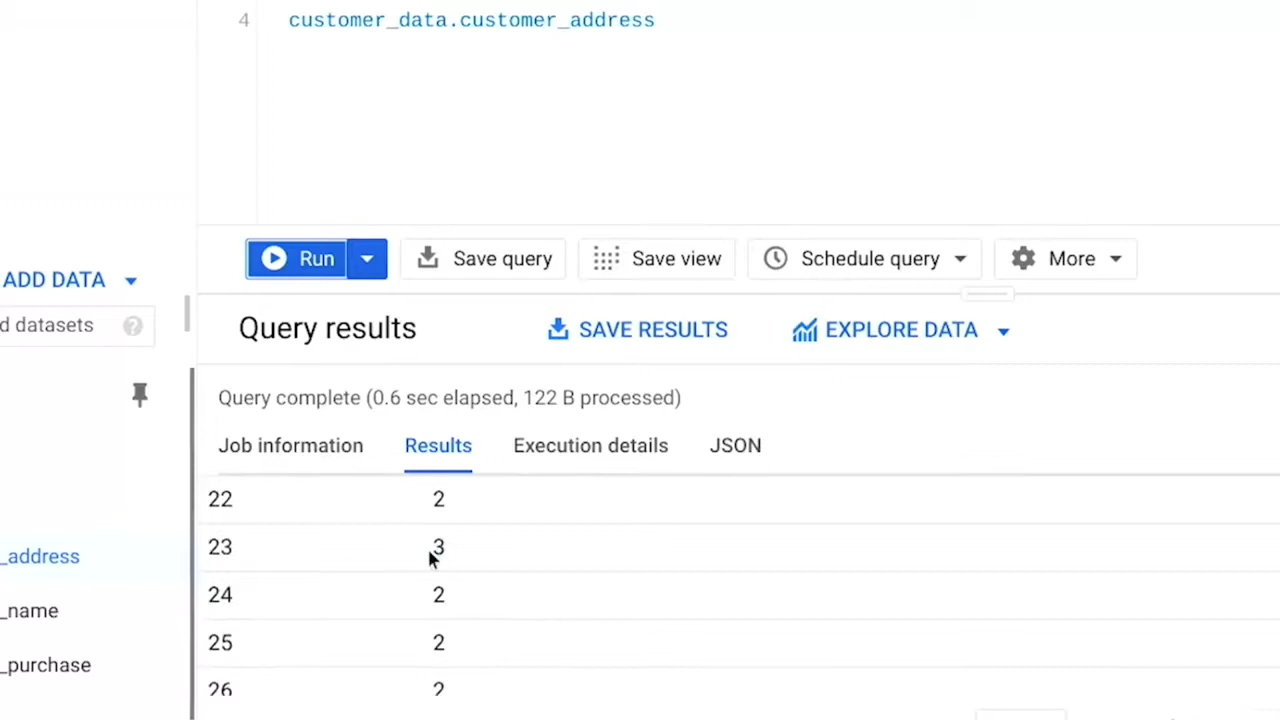 4 customer_data.customer_address
Run Save query Save view Schedule query More
ADD DATA
d datasets ?
Query results SAVE RESULTS EXPLORE DATA
Query complete (0.6 sec elapsed, 122 B processed)
Job information Results Execution details JSON
22 2
23 3
_address
24 2
_name
25 2
_purchase
26 2